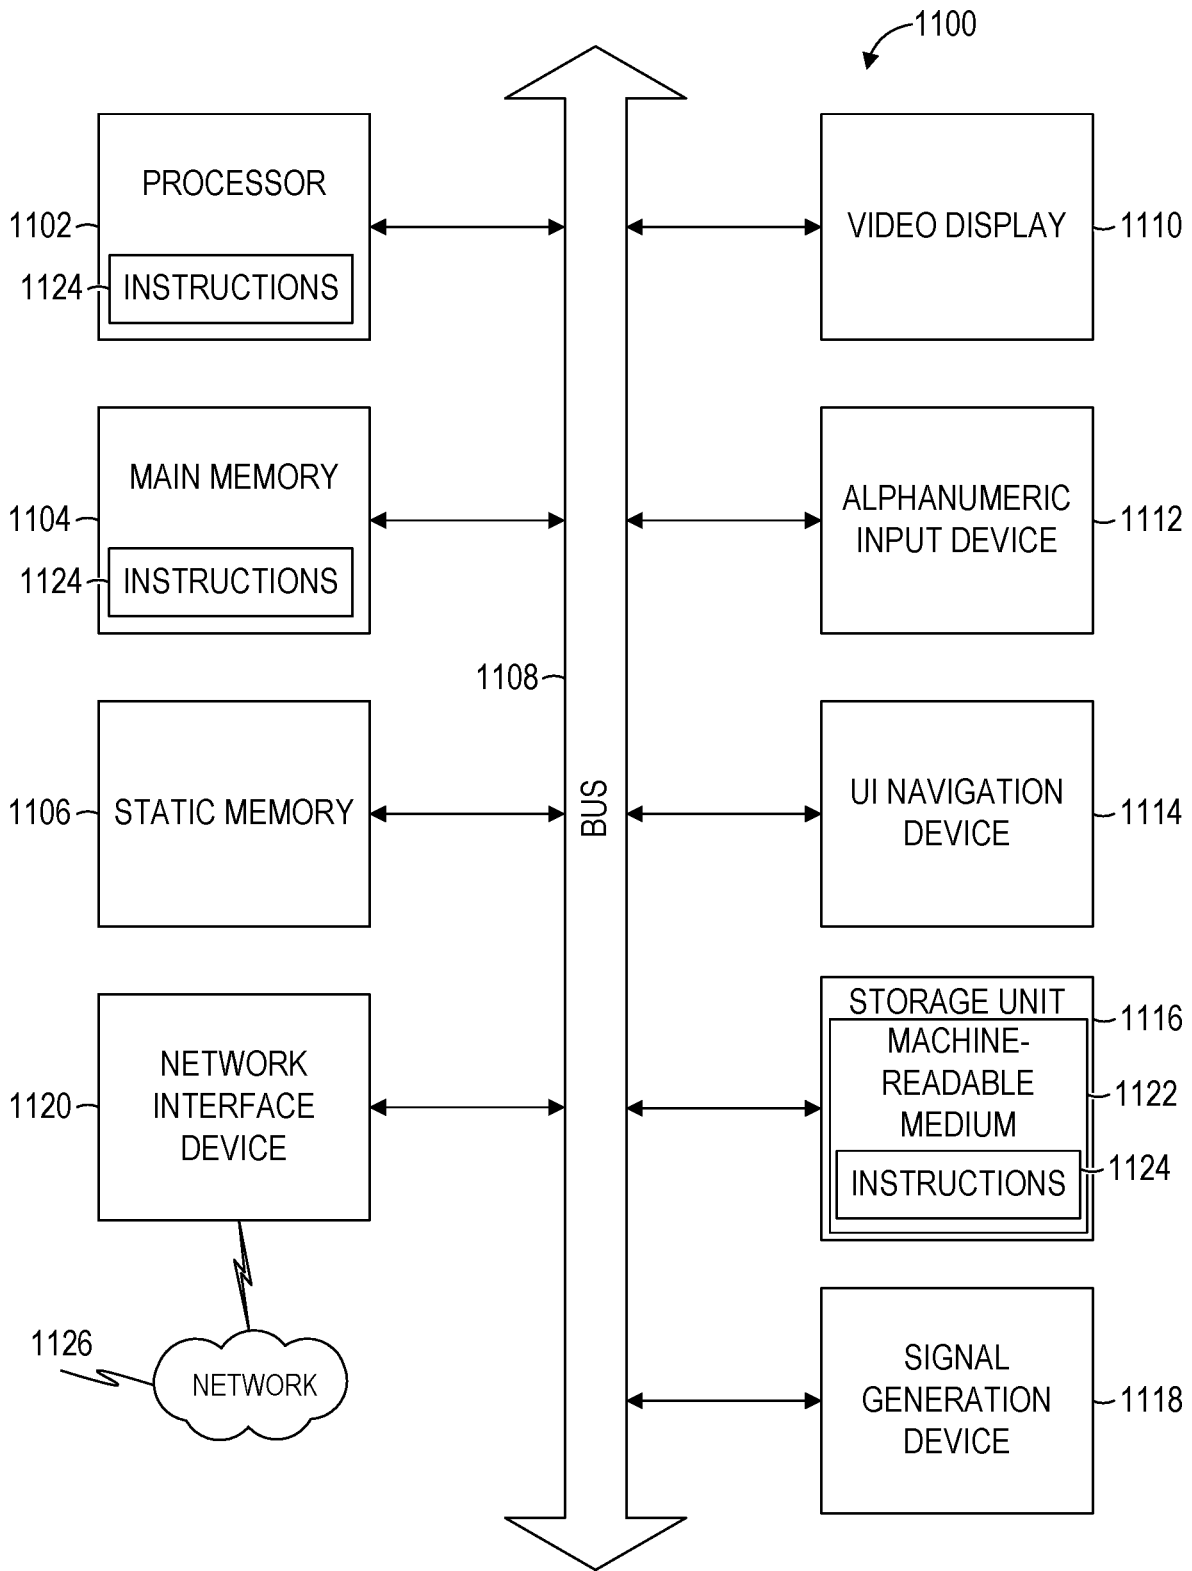 1100
PROCESSOR
1102
1124
INSTRUCTIONS
VIDEO DISPLAY
1110
MAIN MEMORY
1104
1124
INSTRUCTIONS
ALPHANUMERIC
INPUT DEVICE
1112
1108
BUS
STATIC MEMORY
1106
UI NAVIGATION
DEVICE
1114
NETWORK
INTERFACE
DEVICE
1120
STORAGE UNIT
1116
MACHINE-
READABLE
MEDIUM
1122
1124
INSTRUCTIONS
1126
NETWORK
SIGNAL
GENERATION
DEVICE
1118